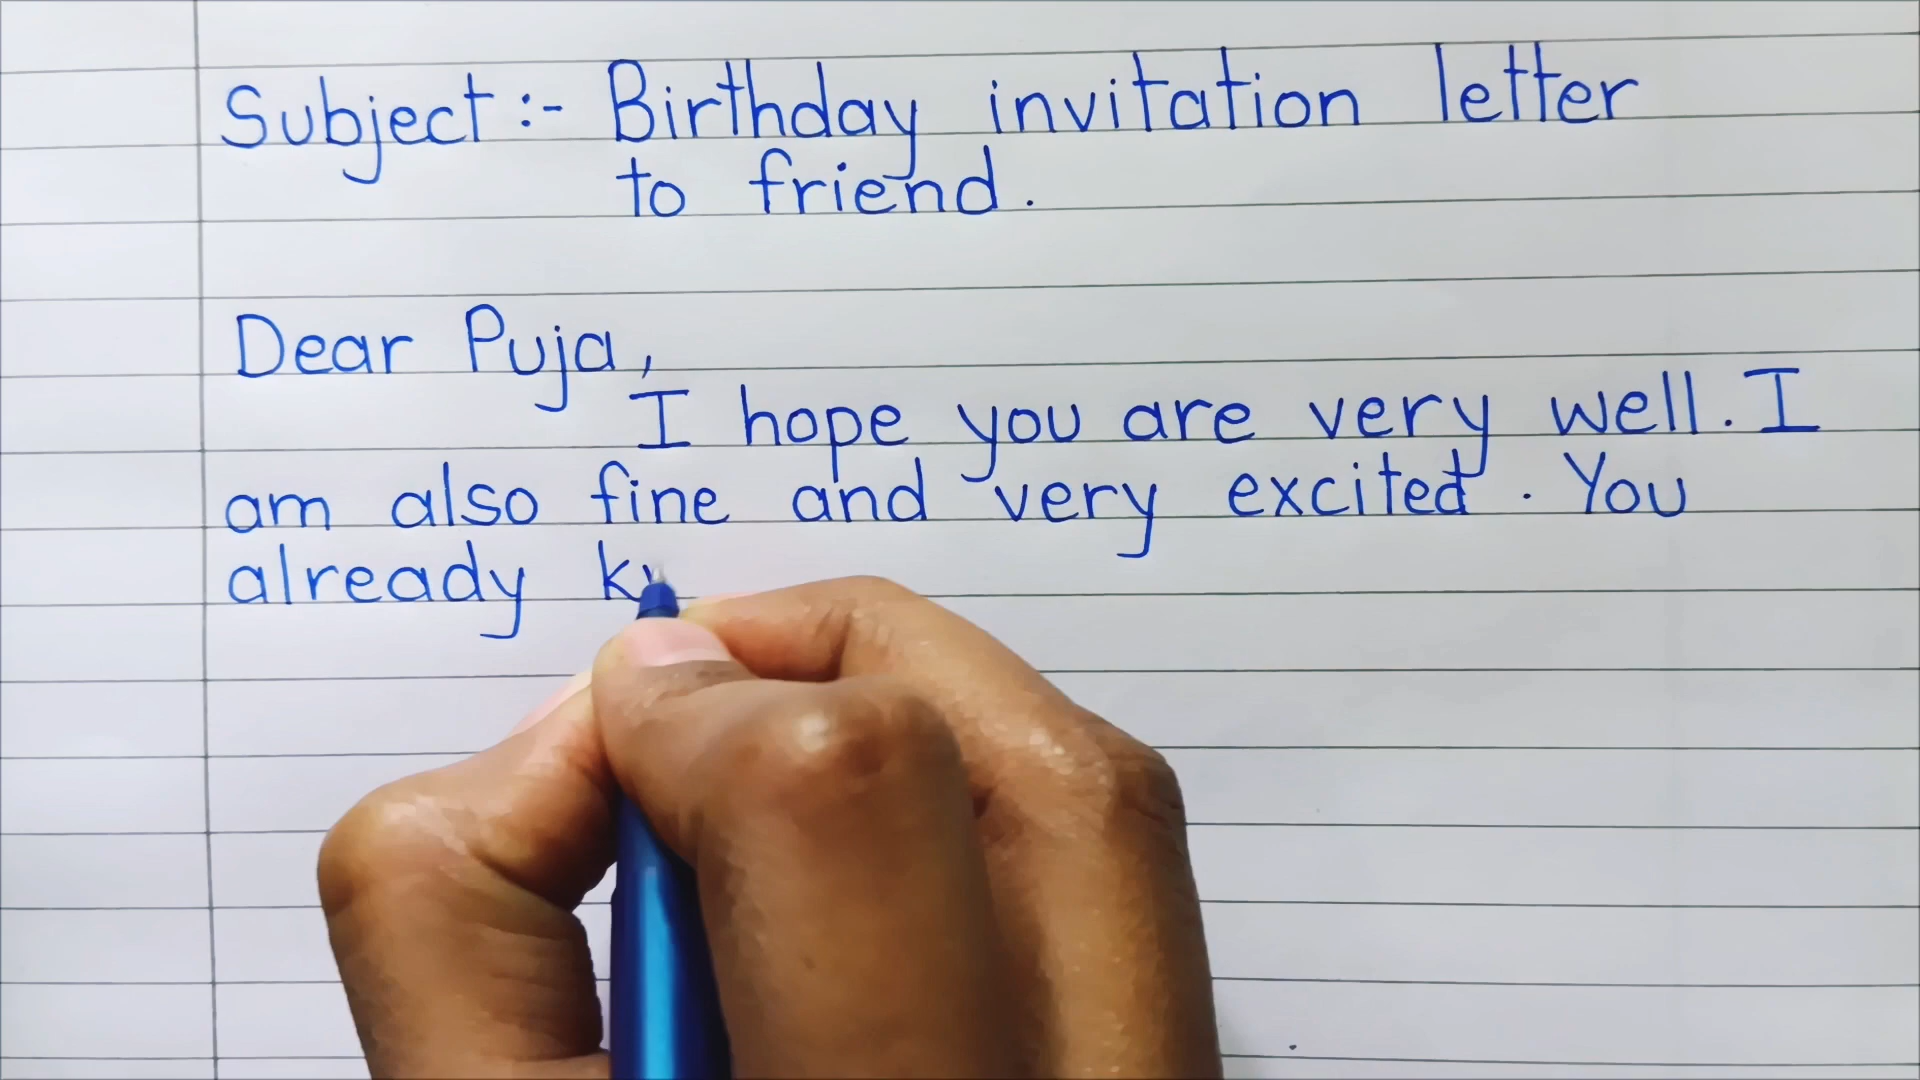 Subject :- Birthday invitation letter
to friend.
Dear Puja,
I hope you are very well. I
am also fine and very excited. You
already